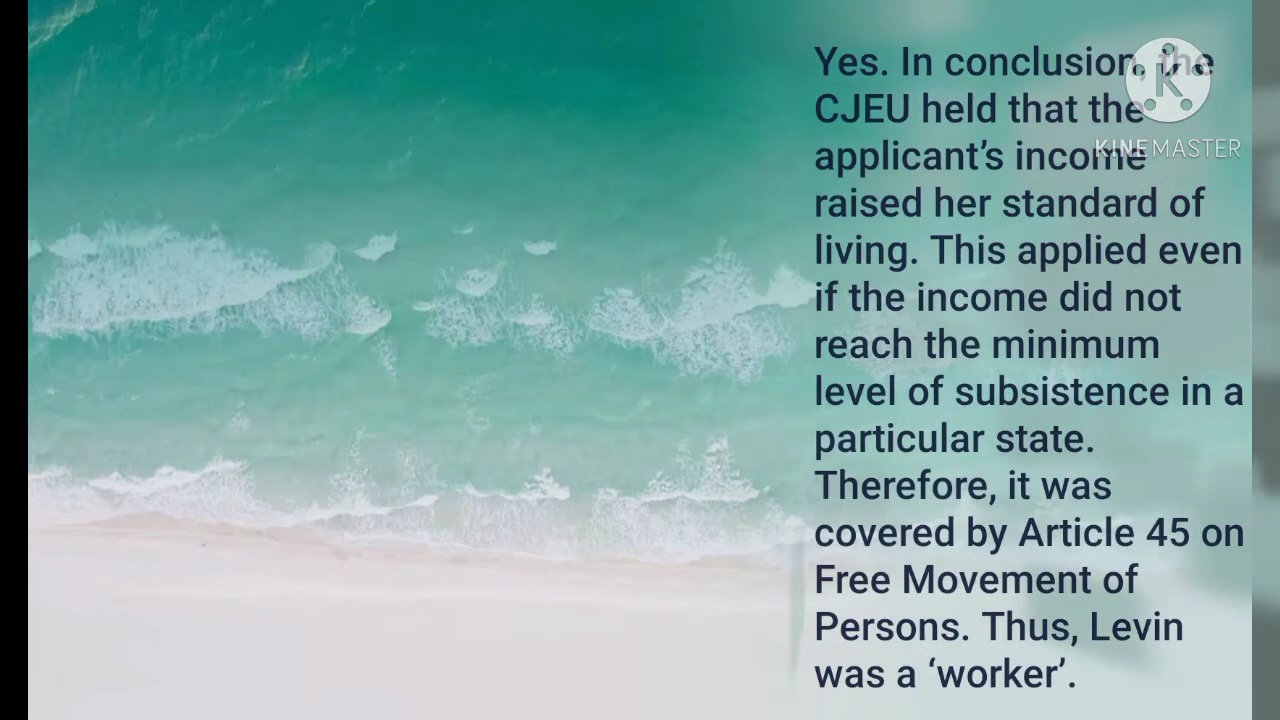 Yes. In conclusion, the
CJEU held that the
applicant’s income
raised her standard of
living. This applied even
if the income did not
reach the minimum
level of subsistence in a
particular state.
Therefore, it was
covered by Article 45 on
Free Movement of
Persons. Thus, Levin
was a ‘worker’.
K
KINEMASTER